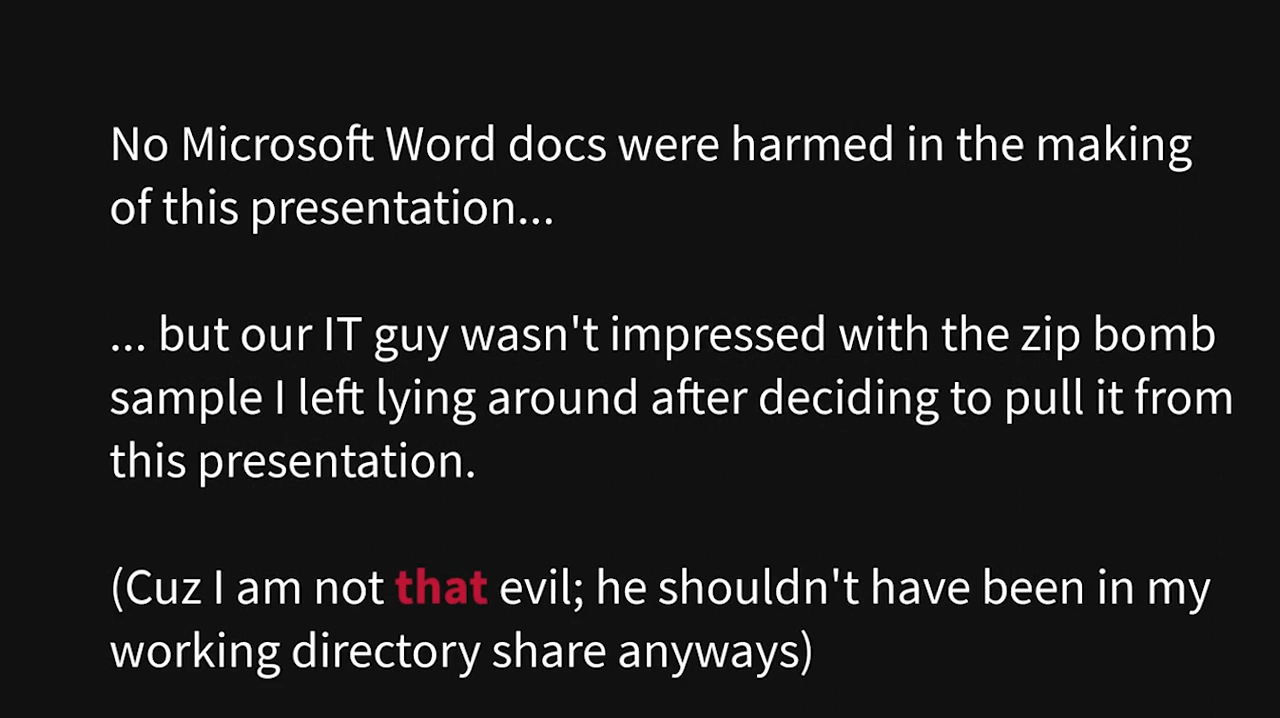 No Microsoft Word docs were harmed in the making
of this presentation...
... but our IT guy wasn't impressed with the zip bomb
sample I left lying around after deciding to pull it from
this presentation.
(Cuz I am not that evil; he shouldn't have been in my
working directory share anyways)